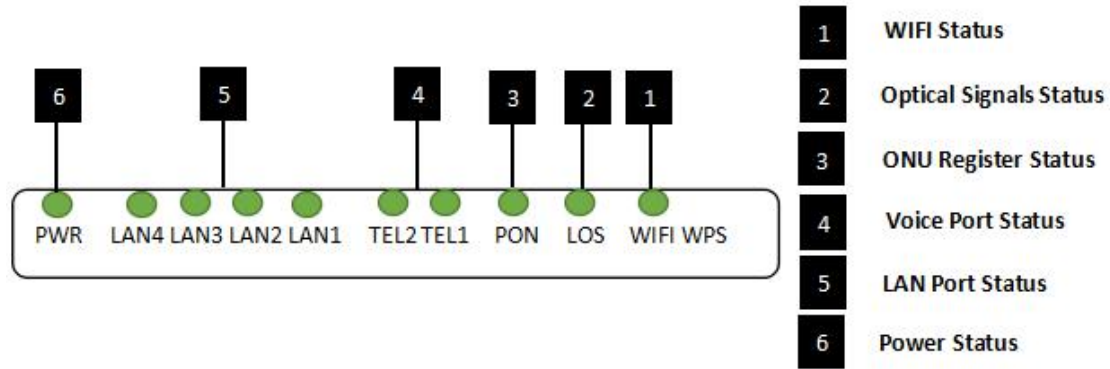 6 5 4 3 2 1
PWR LAN4 LAN3 LAN2 LAN1 TEL2 TEL1 PON LOS WIFI WPS
1 WIFI Status
2 Optical Signals Status
3 ONU Register Status
4 Voice Port Status
5 LAN Port Status
6 Power Status